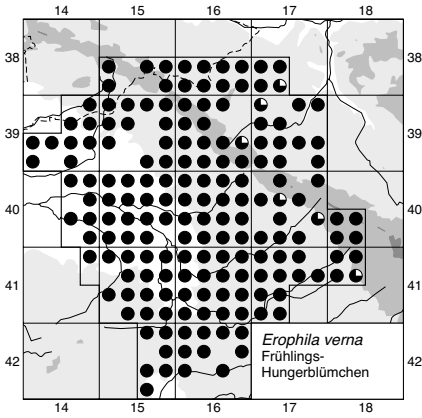 14 15 16 17 18
38 38
39 39
40 40
41 41
42 42
Erophila verna
Frühlings-
Hungerblümchen
14 15 16 17 18